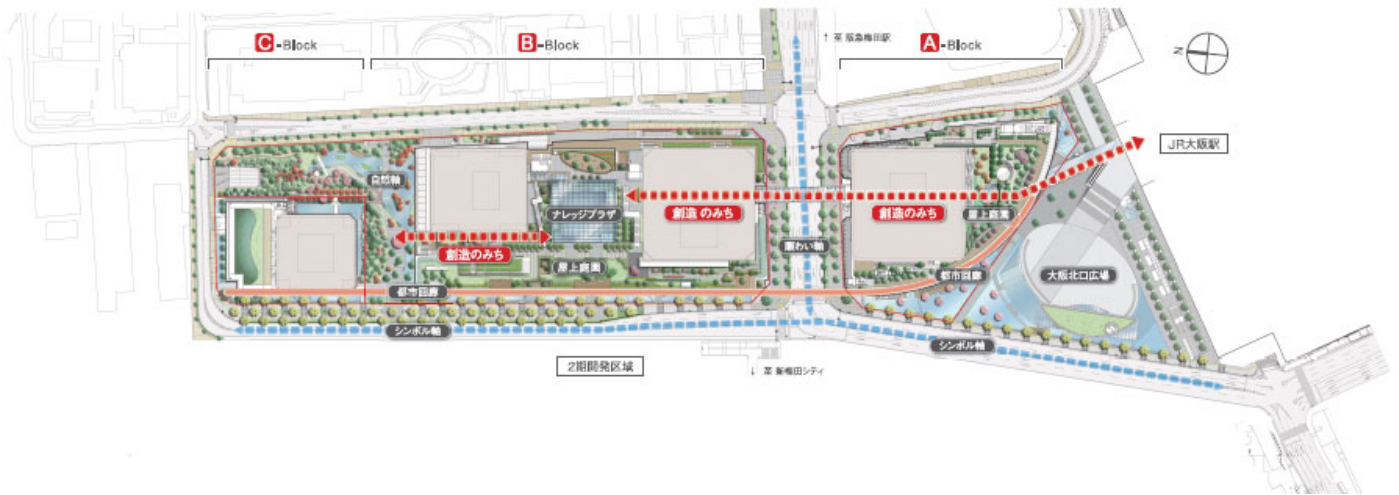 C-Block
B-Block
↑ 至 阪急梅田駅
A-Block
N
JR大阪駅
自然軸
ナレッジプラザ
創造のみち
創造のみち
屋上庭園
創造のみち
賑わい軸
屋上庭園
都市回廊
大阪北口広場
都市回廊
シンボル軸
シンボル軸
2期開発区域
↓ 至 新梅田シティ